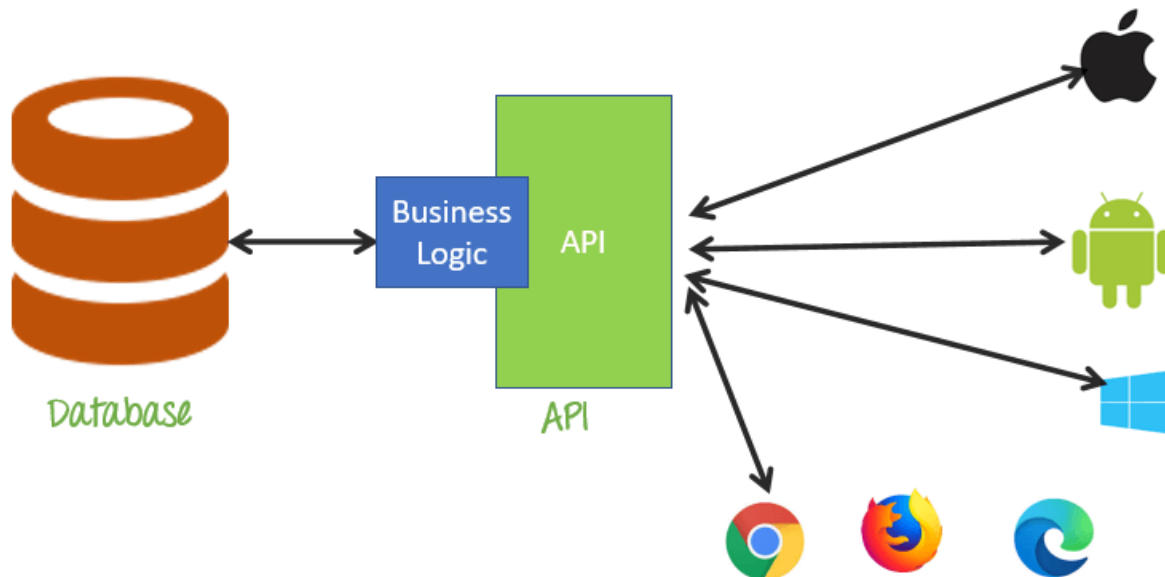 Business
Logic
API
Database
API